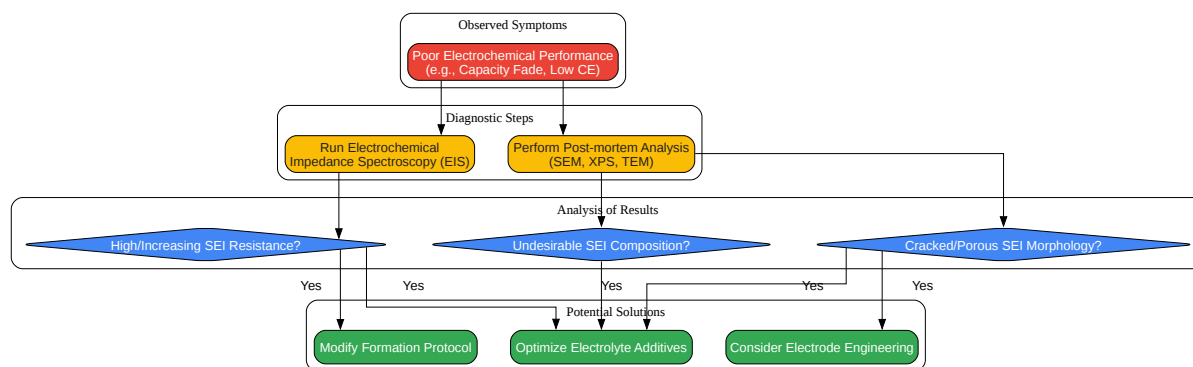 Observed Symptoms
Poor Electrochemical Performance
(e.g., Capacity Fade, Low CE)
Diagnostic Steps
Run Electrochemical
Impedance Spectroscopy (EIS)
Perform Post-mortem Analysis
(SEM, XPS, TEM)
Analysis of Results
High/Increasing SEI Resistance?
Undesirable SEI Composition?
Cracked/Porous SEI Morphology?
Yes
Yes
Yes
Yes
Yes
Potential Solutions
Modify Formation Protocol
Optimize Electrolyte Additives
Consider Electrode Engineering